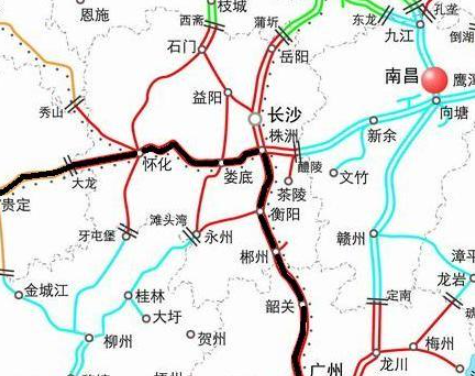 恩施
枝城
西斋
蒲圻
东龙
孔垄
九江
石门
岳阳
益阳
南昌
鹰潭
向塘
秀山
长沙
株洲
新余
怀化
大龙
娄底
醴陵
茶陵
文竹
贵定
衡阳
滩头湾
牙屯堡
永州
郴州
赣州
漳平
龙岩
金城江
桂林
大圩
韶关
定南
柳州
贺州
梅州
龙川
广州